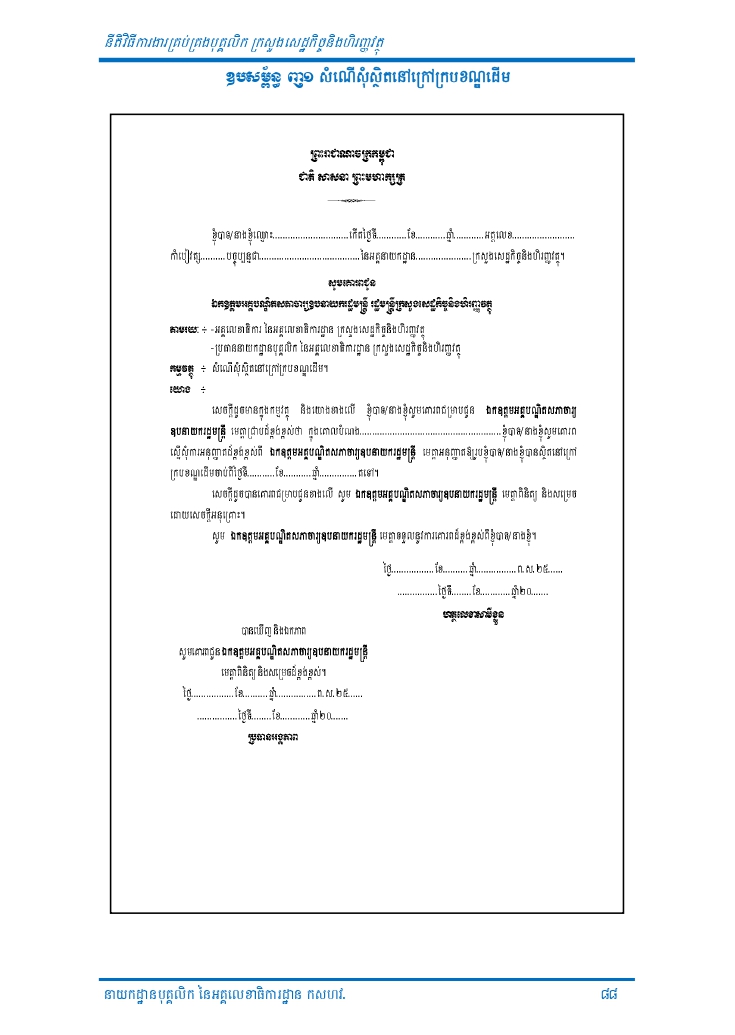 នីតិវិធីការងារគ្រប់គ្រងបុគ្គលិក ក្រសួងសេដ្ឋកិច្ចនិងហិរញ្ញវត្ថុ
ឧបសម្ព័ន្ធ ញ១ សំណើសុំស្ថិតនៅក្រៅក្របខណ្ឌដើម
ព្រះរាជាណាចក្រកម្ពុជា
ជាតិ សាសនា ព្រះមហាក្សត្រ
ខ្ញុំបាទ/នាងខ្ញុំឈ្មោះ..............................កើតថ្ងៃទី............ខែ............ឆ្នាំ............អត្តលេខ.........................
កាំបៀវត្ស..........បច្ចុប្បន្នជា........................................នៃអគ្គនាយកដ្ឋាន......................ក្រសួងសេដ្ឋកិច្ចនិងហិរញ្ញវត្ថុ។
សូមគោរពជូន
ឯកឧត្តមអគ្គបណ្ឌិតសភាចារ្យឧបនាយករដ្ឋមន្ត្រី រដ្ឋមន្ត្រីក្រសួងសេដ្ឋកិច្ចនិងហិរញ្ញវត្ថុ
តាមរយៈ ÷ -អគ្គលេខាធិការ នៃអគ្គលេខាធិការដ្ឋាន ក្រសួងសេដ្ឋកិច្ចនិងហិរញ្ញវត្ថុ
-ប្រធាននាយកដ្ឋានបុគ្គលិក នៃអគ្គលេខាធិការដ្ឋាន ក្រសួងសេដ្ឋកិច្ចនិងហិរញ្ញវត្ថុ
កម្មវត្ថុ ÷ សំណើសុំស្ថិតនៅក្រៅក្របខណ្ឌដើម។
យោង ÷
សេចក្តីដូចមានក្នុងកម្មវត្ថុ និងយោងខាងលើ ខ្ញុំបាទ/នាងខ្ញុំសូមគោរពជម្រាបជូន ឯកឧត្តមអគ្គបណ្ឌិតសភាចារ្យ
ឧបនាយករដ្ឋមន្ត្រី មេត្តាជ្រាបដ៏ខ្ពង់ខ្ពស់ថា ក្នុងគោលបំណង........................................................ខ្ញុំបាទ/នាងខ្ញុំសូមគោរព
ស្នើសុំការអនុញ្ញាតដ៏ខ្ពង់ខ្ពស់ពី ឯកឧត្តមអគ្គបណ្ឌិតសភាចារ្យឧបនាយករដ្ឋមន្ត្រី មេត្តាអនុញ្ញាតឱ្យរូបខ្ញុំបាទ/នាងខ្ញុំបានស្ថិតនៅក្រៅ
ក្របខណ្ឌដើមចាប់ពីថ្ងៃទី...........ខែ...........ឆ្នាំ...............តទៅ។
សេចក្តីដូចបានគោរពជម្រាបជូនខាងលើ សូម ឯកឧត្តមអគ្គបណ្ឌិតសភាចារ្យឧបនាយករដ្ឋមន្ត្រី មេត្តាពិនិត្យ និងសម្រេច
ដោយសេចក្តីអនុគ្រោះ។
សូម ឯកឧត្តមអគ្គបណ្ឌិតសភាចារ្យឧបនាយករដ្ឋមន្ត្រី មេត្តាទទួលនូវការគោរពដ៏ខ្ពង់ខ្ពស់ពីខ្ញុំបាទ/នាងខ្ញុំ។
ថ្ងៃ.................ខែ..........ឆ្នាំ................ព.ស.២៥......
................ថ្ងៃទី........ខែ............ឆ្នាំ២០.......
ហត្ថលេខាសាមីខ្លួន
បានឃើញ និងឯកភាព
សូមគោរពជូនឯកឧត្តមអគ្គបណ្ឌិតសភាចារ្យឧបនាយករដ្ឋមន្ត្រី
មេត្តាពិនិត្យ និងសម្រេចដ៏ខ្ពង់ខ្ពស់។
ថ្ងៃ.................ខែ..........ឆ្នាំ................ព.ស.២៥......
................ថ្ងៃទី........ខែ............ឆ្នាំ២០.......
ប្រធានអង្គភាព
នាយកដ្ឋានបុគ្គលិក នៃអគ្គលេខាធិការដ្ឋាន កសហវ. ៨៨